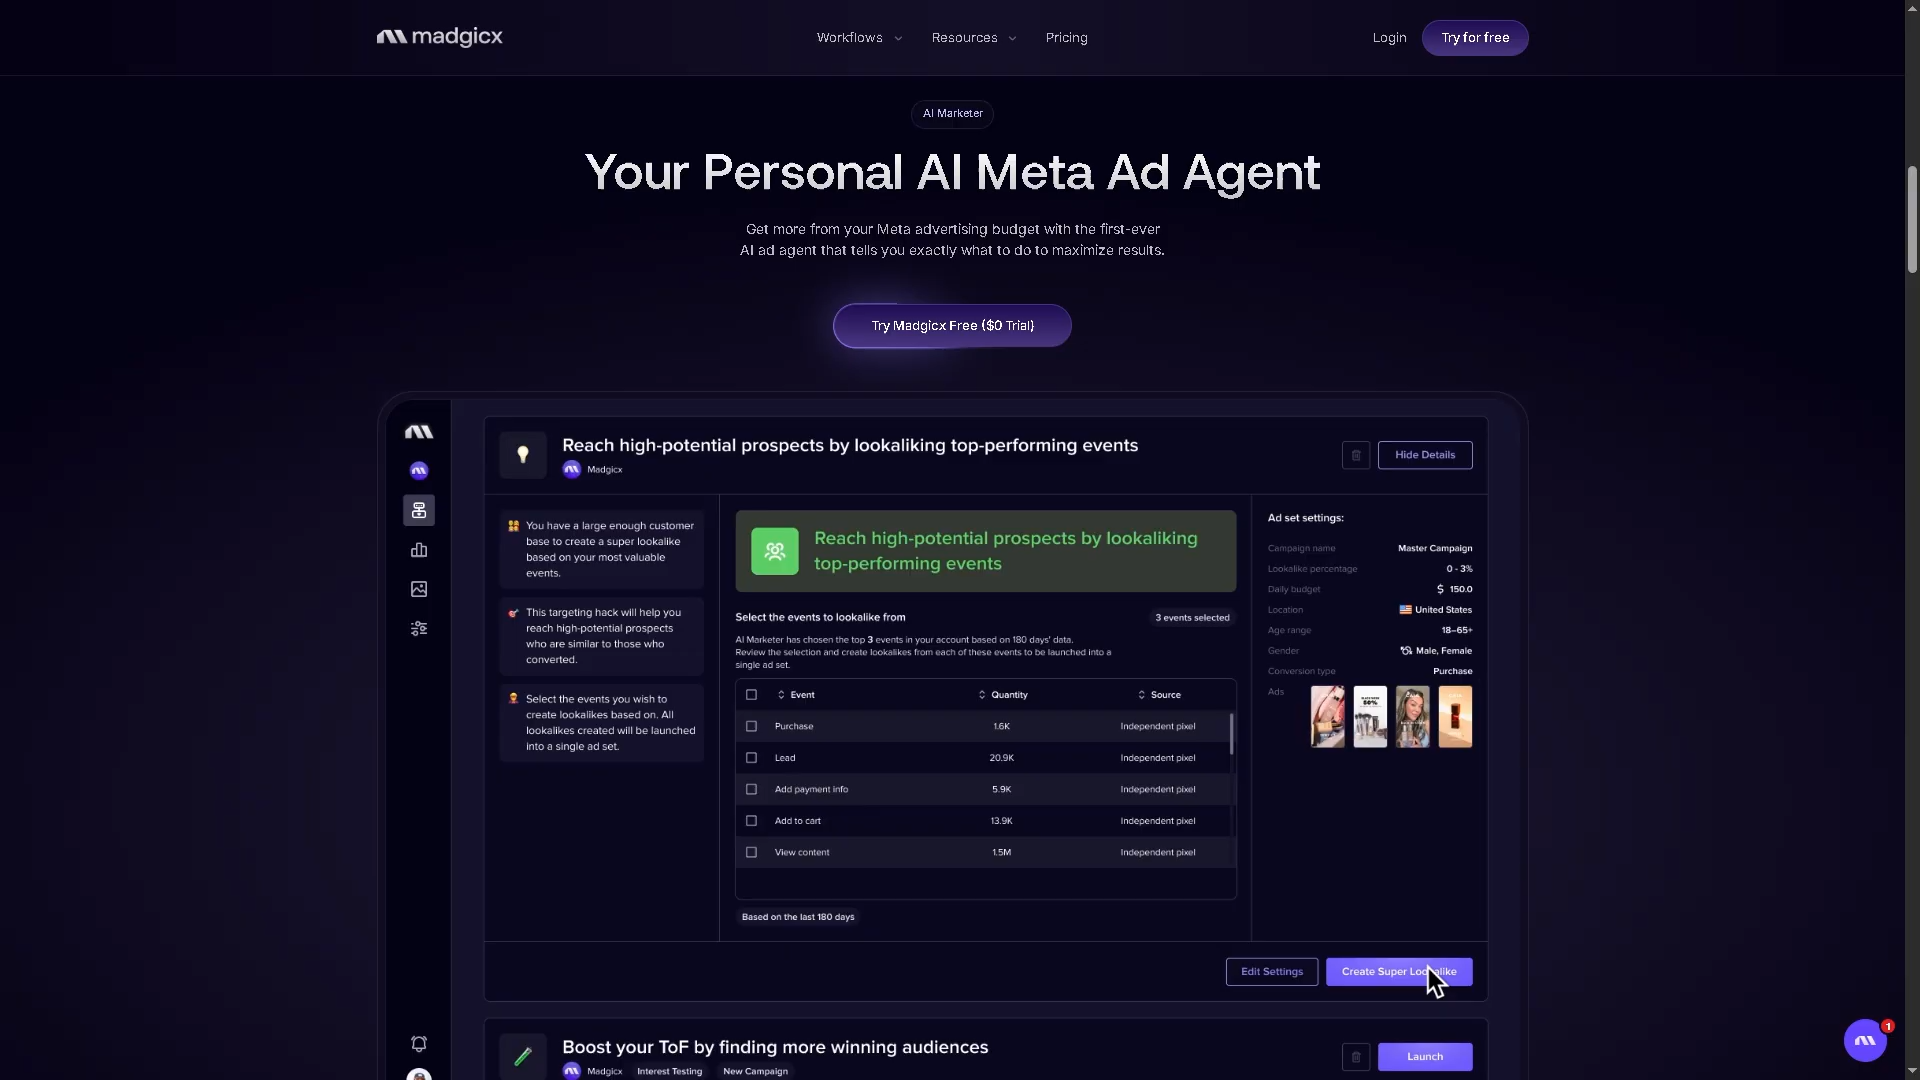 madgicx
Workflows
Resources
Pricing
Login
Try for free
AI Marketer
Your Personal AI Meta Ad Agent
Get more from your Meta advertising budget with the first-ever
AI ad agent that tells you exactly what to do to maximize results.
Try Madgicx Free ($0 Trial)
Reach high-potential prospects by lookaliking top-performing events
Madgicx
Hide Details
You have a large enough customer
base to create a super lookalike
based on your most valuable
events.
This targeting hack will help you
reach high-potential prospects
who are similar to those who
converted.
Select the events you wish to
create lookalikes based on. All
lookalikes created will be launched
into a single ad set.
Reach high-potential prospects by lookaliking
top-performing events
Select the events to lookalike from
3 events selected
AI Marketer has chosen the top 3 events in your account based on 180 days' data.
Review the selection and create lookalikes from each of these events to be launched into a
single ad set.
Event Quantity Source
Purchase 1.6K Independent pixel
Lead 20.9K Independent pixel
Add payment info 5.9K Independent pixel
Add to cart 13.9K Independent pixel
View content 1.5M Independent pixel
Based on the last 180 days
Ad set settings:
Campaign name Master Campaign
Lookalike percentage 0 - 3%
Daily budget $ 150.0
Location United States
Age range 18–65+
Gender Male, Female
Conversion type Purchase
Ads
50%
Edit Settings
Create Super Lookalike
Boost your ToF by finding more winning audiences
Madgicx Interest Testing New Campaign
Launch
1